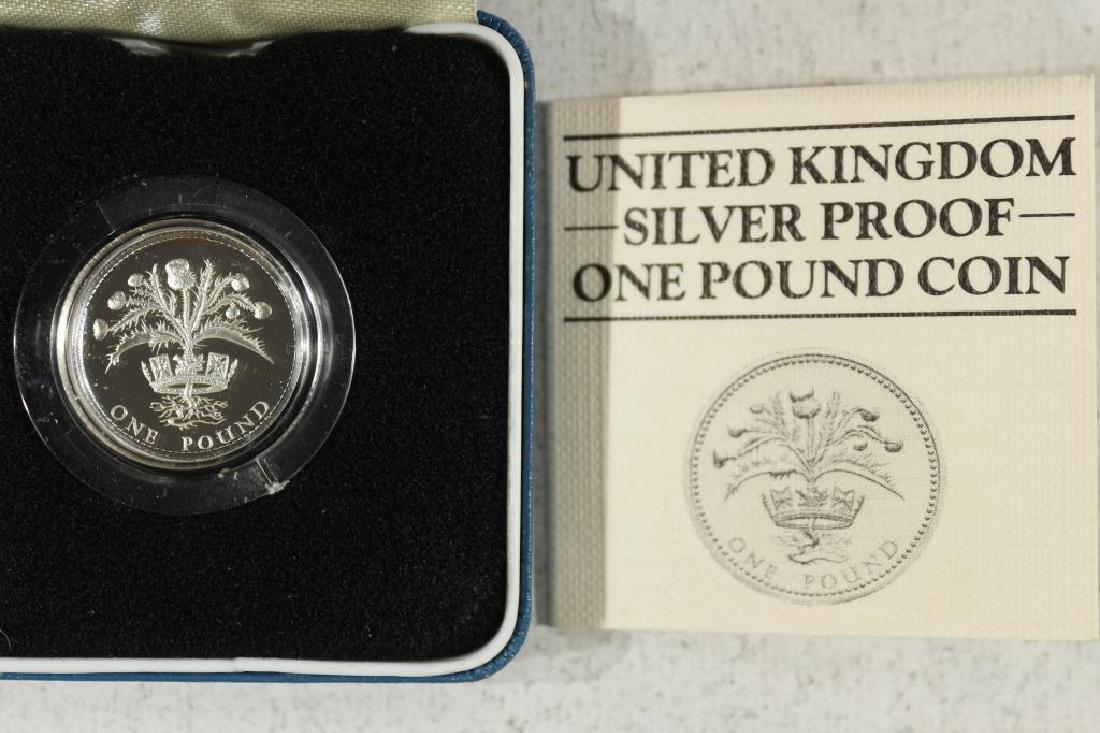 ONE POUND
UNITED KINGDOM
SILVER PROOF
ONE POUND COIN
ONE POUND